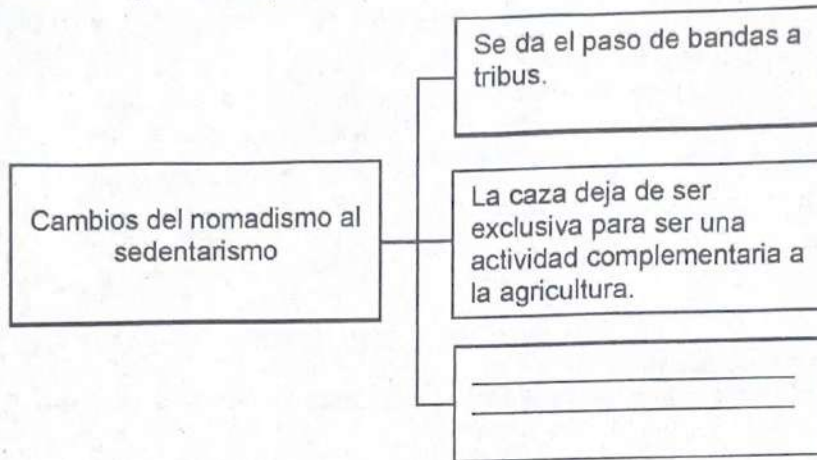 Se da el paso de bandas a
tribus.
Cambios del nomadismo al
sedentarismo
La caza deja de ser
exclusiva para ser una
actividad complementaria a
la agricultura.